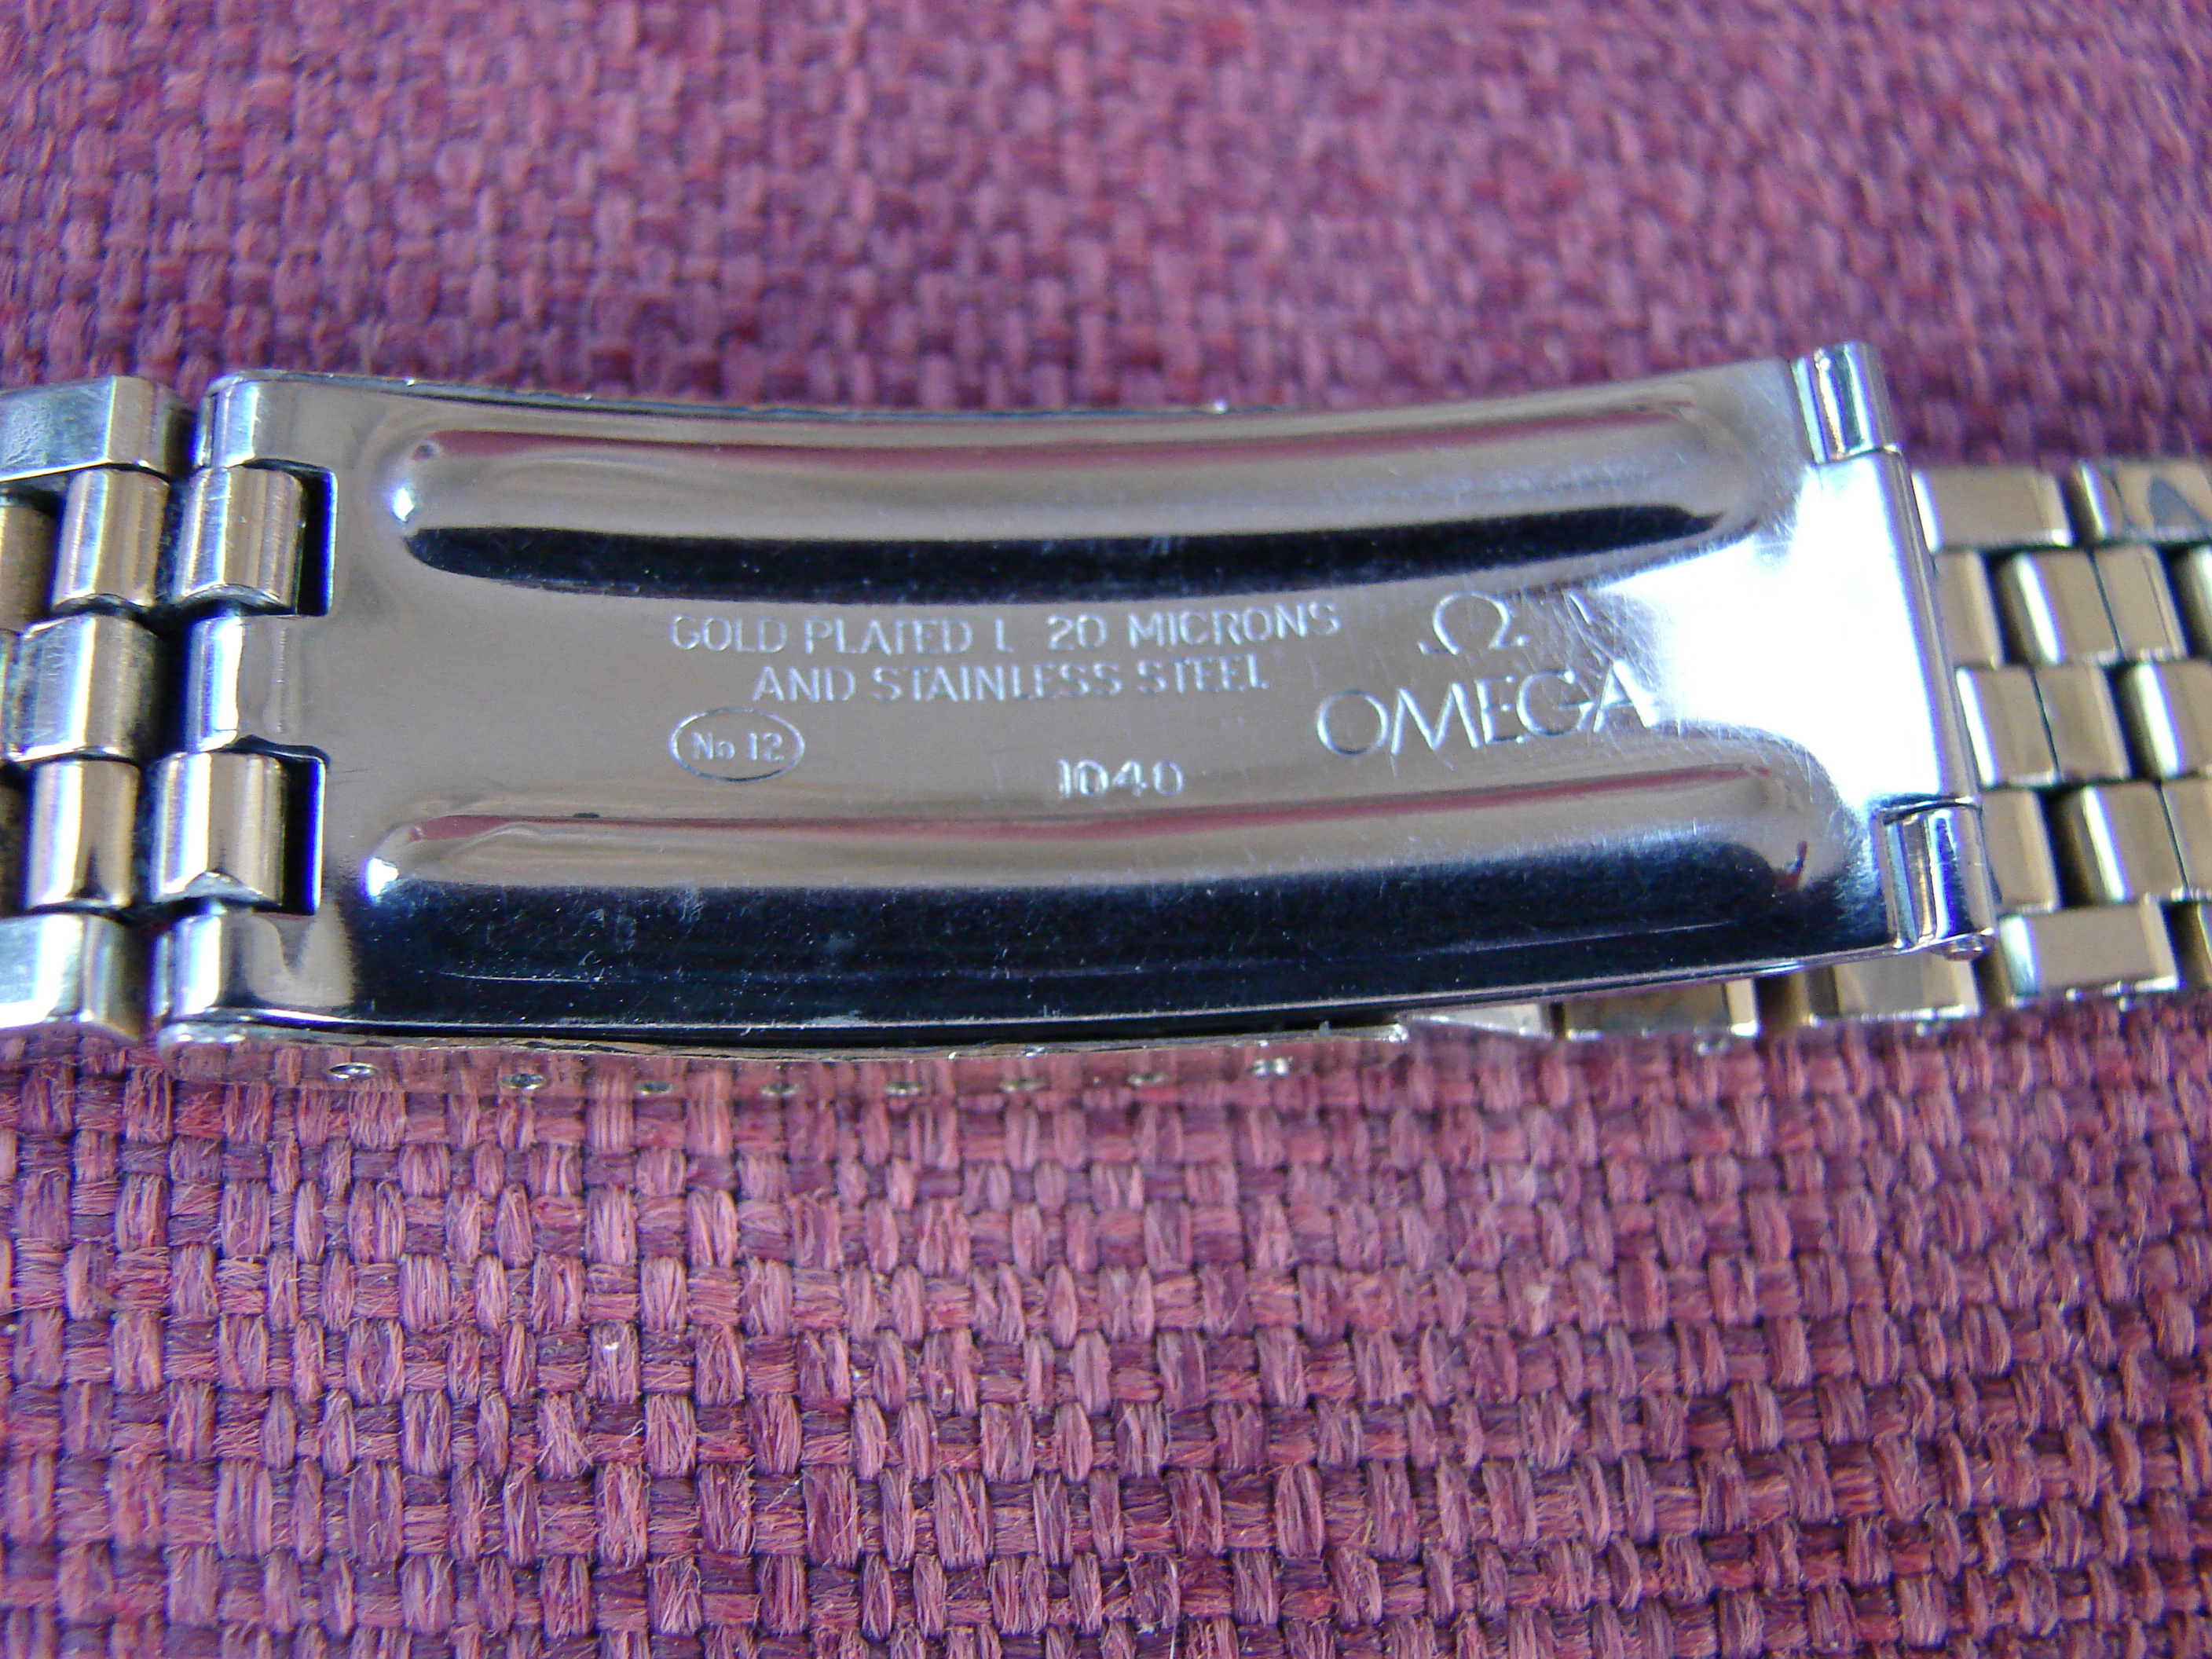 GOLD PLATED L 20 MICRONS
AND STAINLESS STEEL
Ω
OMEGA
No 12
1040